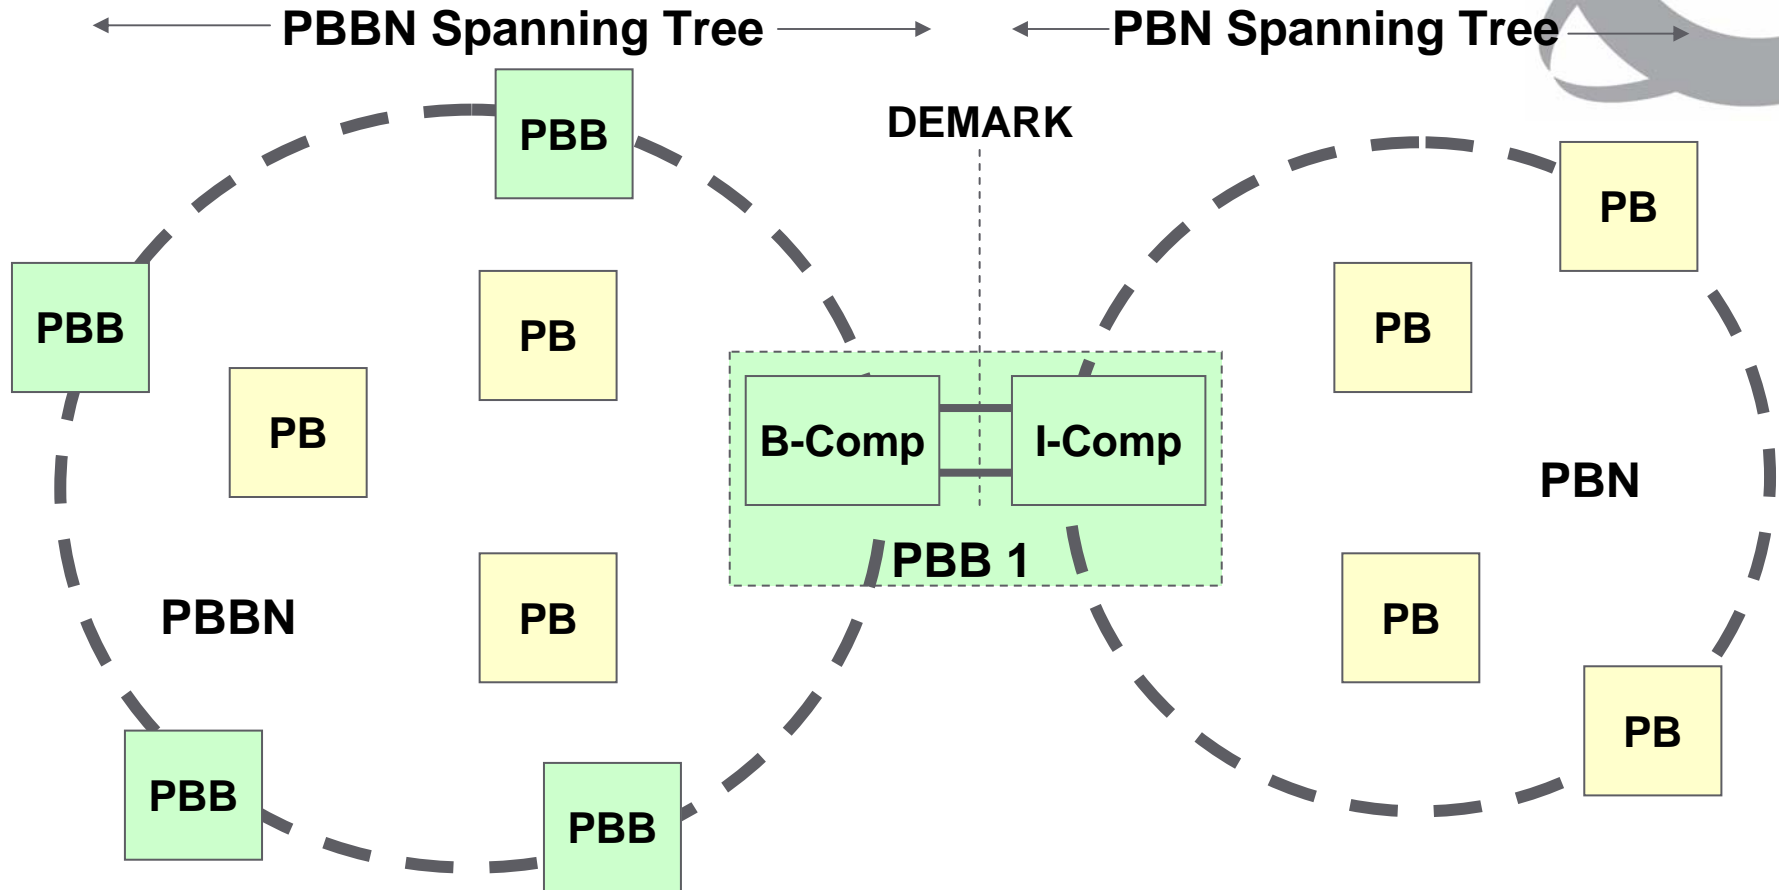 PBBN Spanning Tree
PBN Spanning Tree
DEMARK
PBB
PB
PBB
PB
PB
PB
B-Comp
I-Comp
PB
PBN
PBB 1
PBBN
PB
PB
PB
PBB
PBB